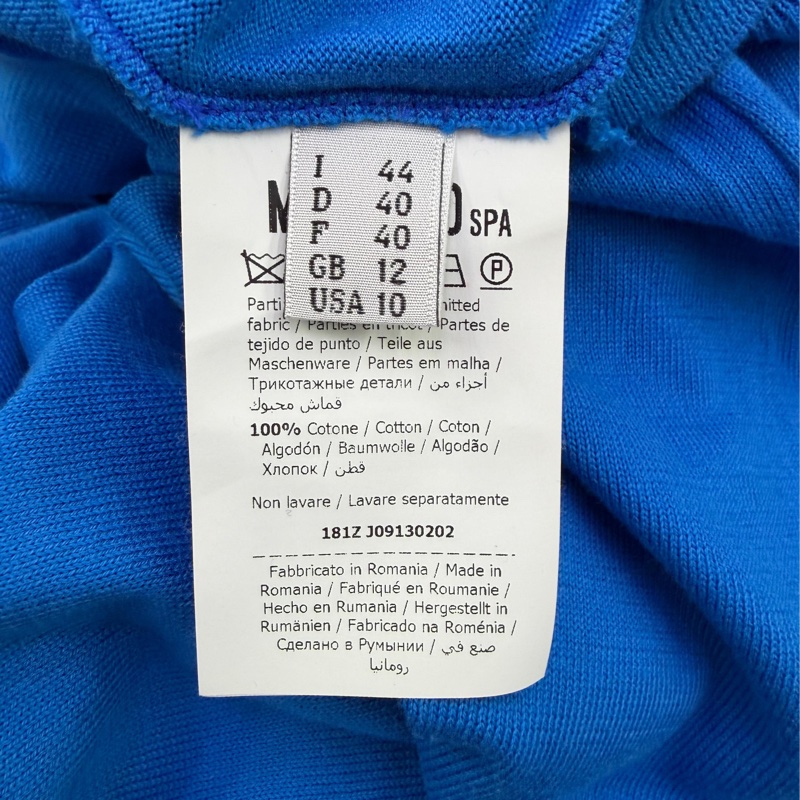 I 44
D 40
F 40
GB 12
USA 10
SPA
P
Parti
fabric / Parties en tricot / Partes de
tejido de punto / Teile aus
Maschenware / Partes em malha /
Трикотажные детали / أجزاء من
قماش محبوك
100% Cotone / Cotton / Coton /
Algodón / Baumwolle / Algodão /
Хлопок / قطن
Non lavare / Lavare separatamente
181Z J09130202
Fabbricato in Romania / Made in
Romania / Fabriqué en Roumanie /
Hecho en Rumania / Hergestellt in
Rumänien / Fabricado na Roménia /
Сделано в Румынии / صنع في
رومانيا